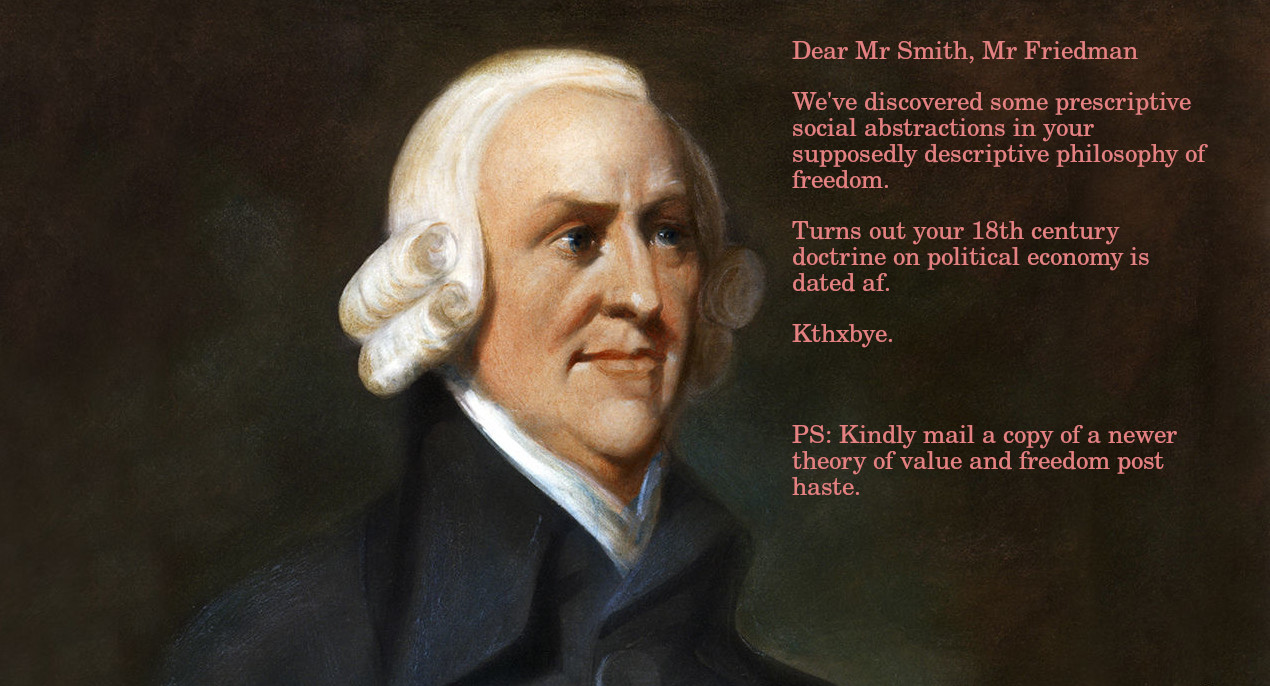 Dear Mr Smith, Mr Friedman
We've discovered some prescriptive
social abstractions in your
supposedly descriptive philosophy of
freedom.
Turns out your 18th century
doctrine on political economy is
dated af.
Kthxbye.
PS: Kindly mail a copy of a newer
theory of value and freedom post
haste.